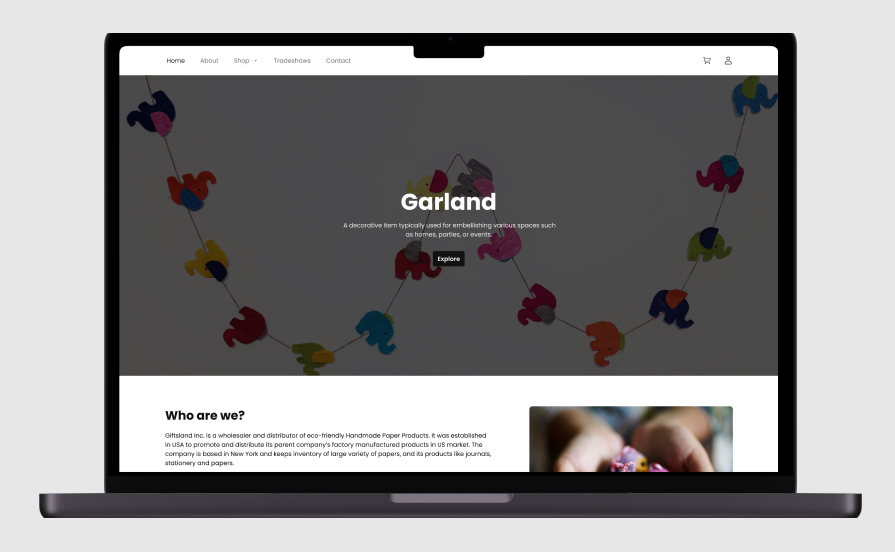 Home About Shop Tradeshows Contact
Garland
A decorative item typically used for embellishing various spaces such
as homes, parties, or events.
Explore
Who are we?
Giftsland Inc. is a wholesaler and distributor of eco-friendly Handmade Paper Products. It was established
in USA to promote and distribute its parent company's factory manufactured products in US market. The
company is based in New York and keeps inventory of large variety of papers, and its products like journals,
stationery and papers.